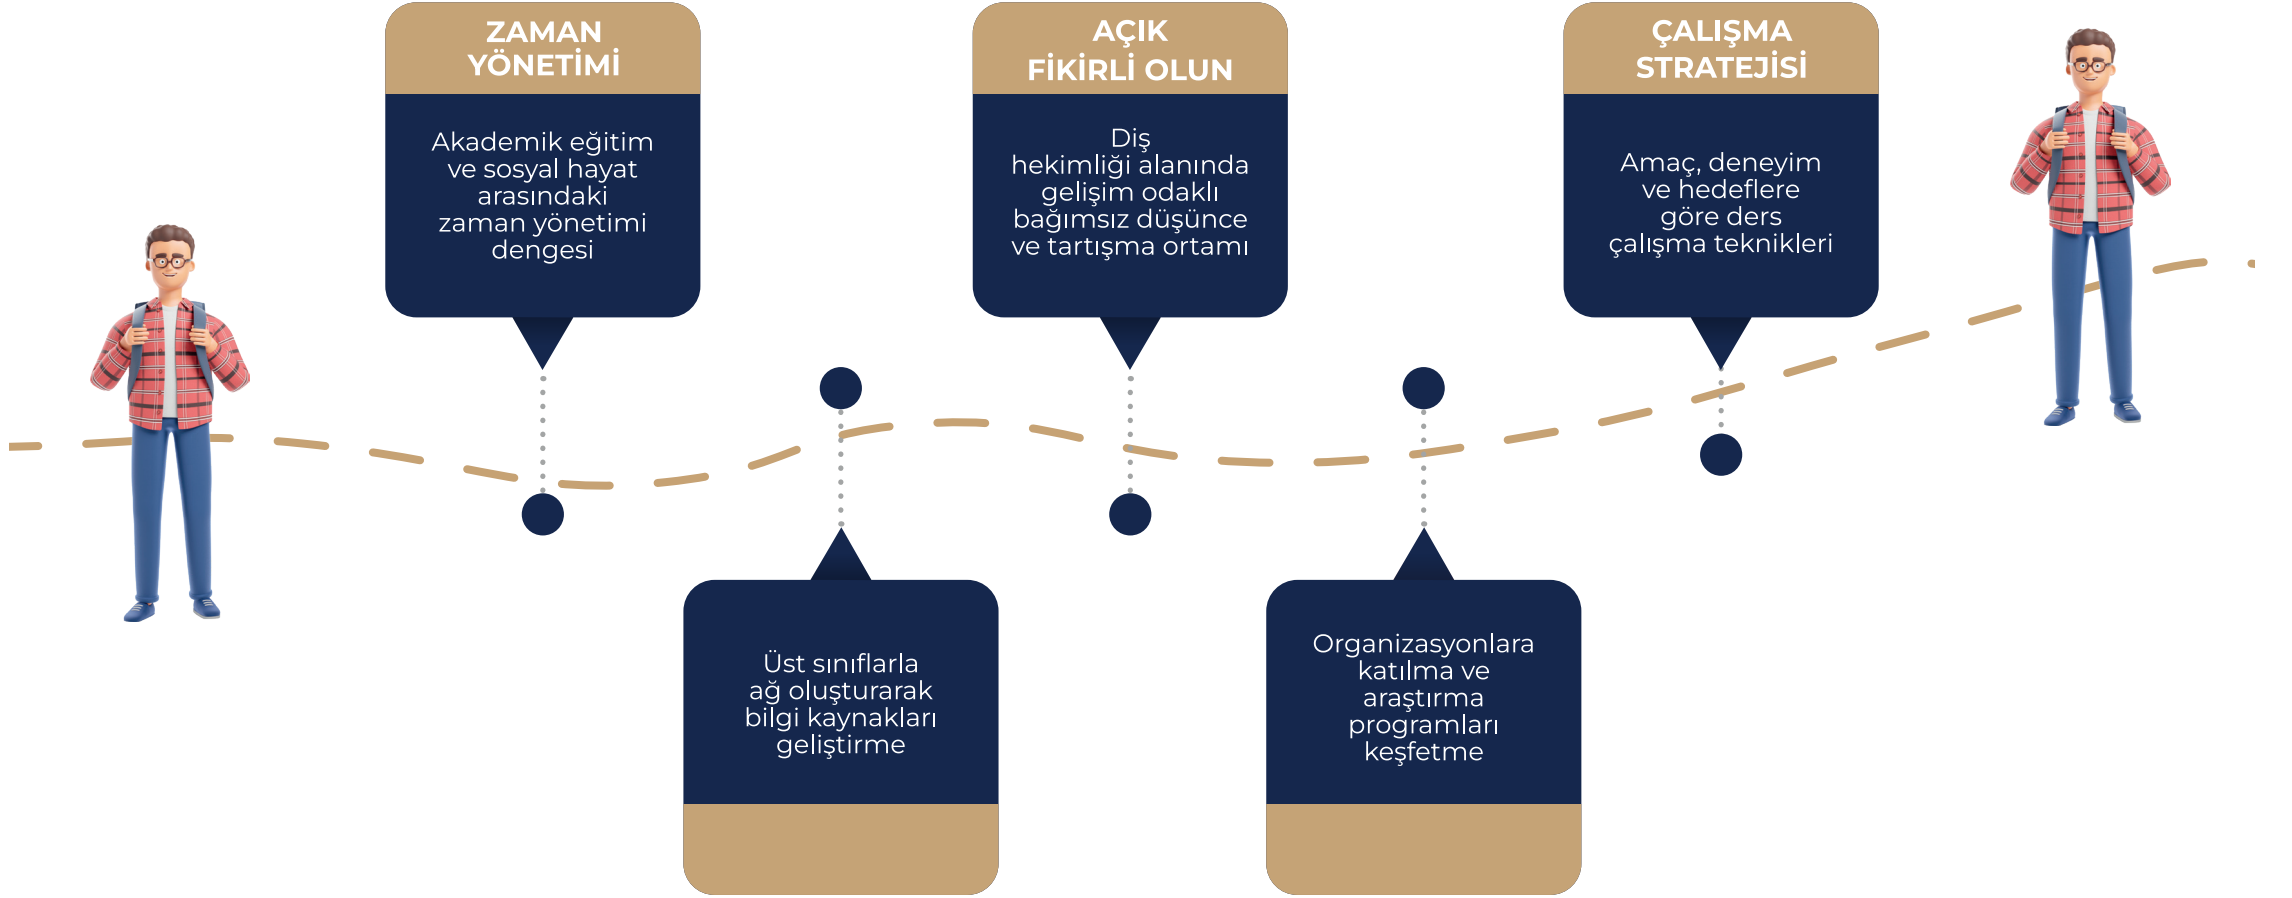 ZAMAN
YÖNETİMİ
Akademik eğitim
ve sosyal hayat
arasındaki
zaman yönetimi
dengesi
Üst sınıflarla
ağ oluşturarak
bilgi kaynakları
geliştirme
AÇIK
FİKİRLİ OLUN
Diş
hekimliği alanında
gelişim odaklı
bağımsız düşünce
ve tartışma ortamı
Organizasyonlara
katılma ve
araştırma
programları
keşfetme
ÇALIŞMA
STRATEJİSİ
Amaç, deneyim
ve hedeflere
göre ders
çalışma teknikleri